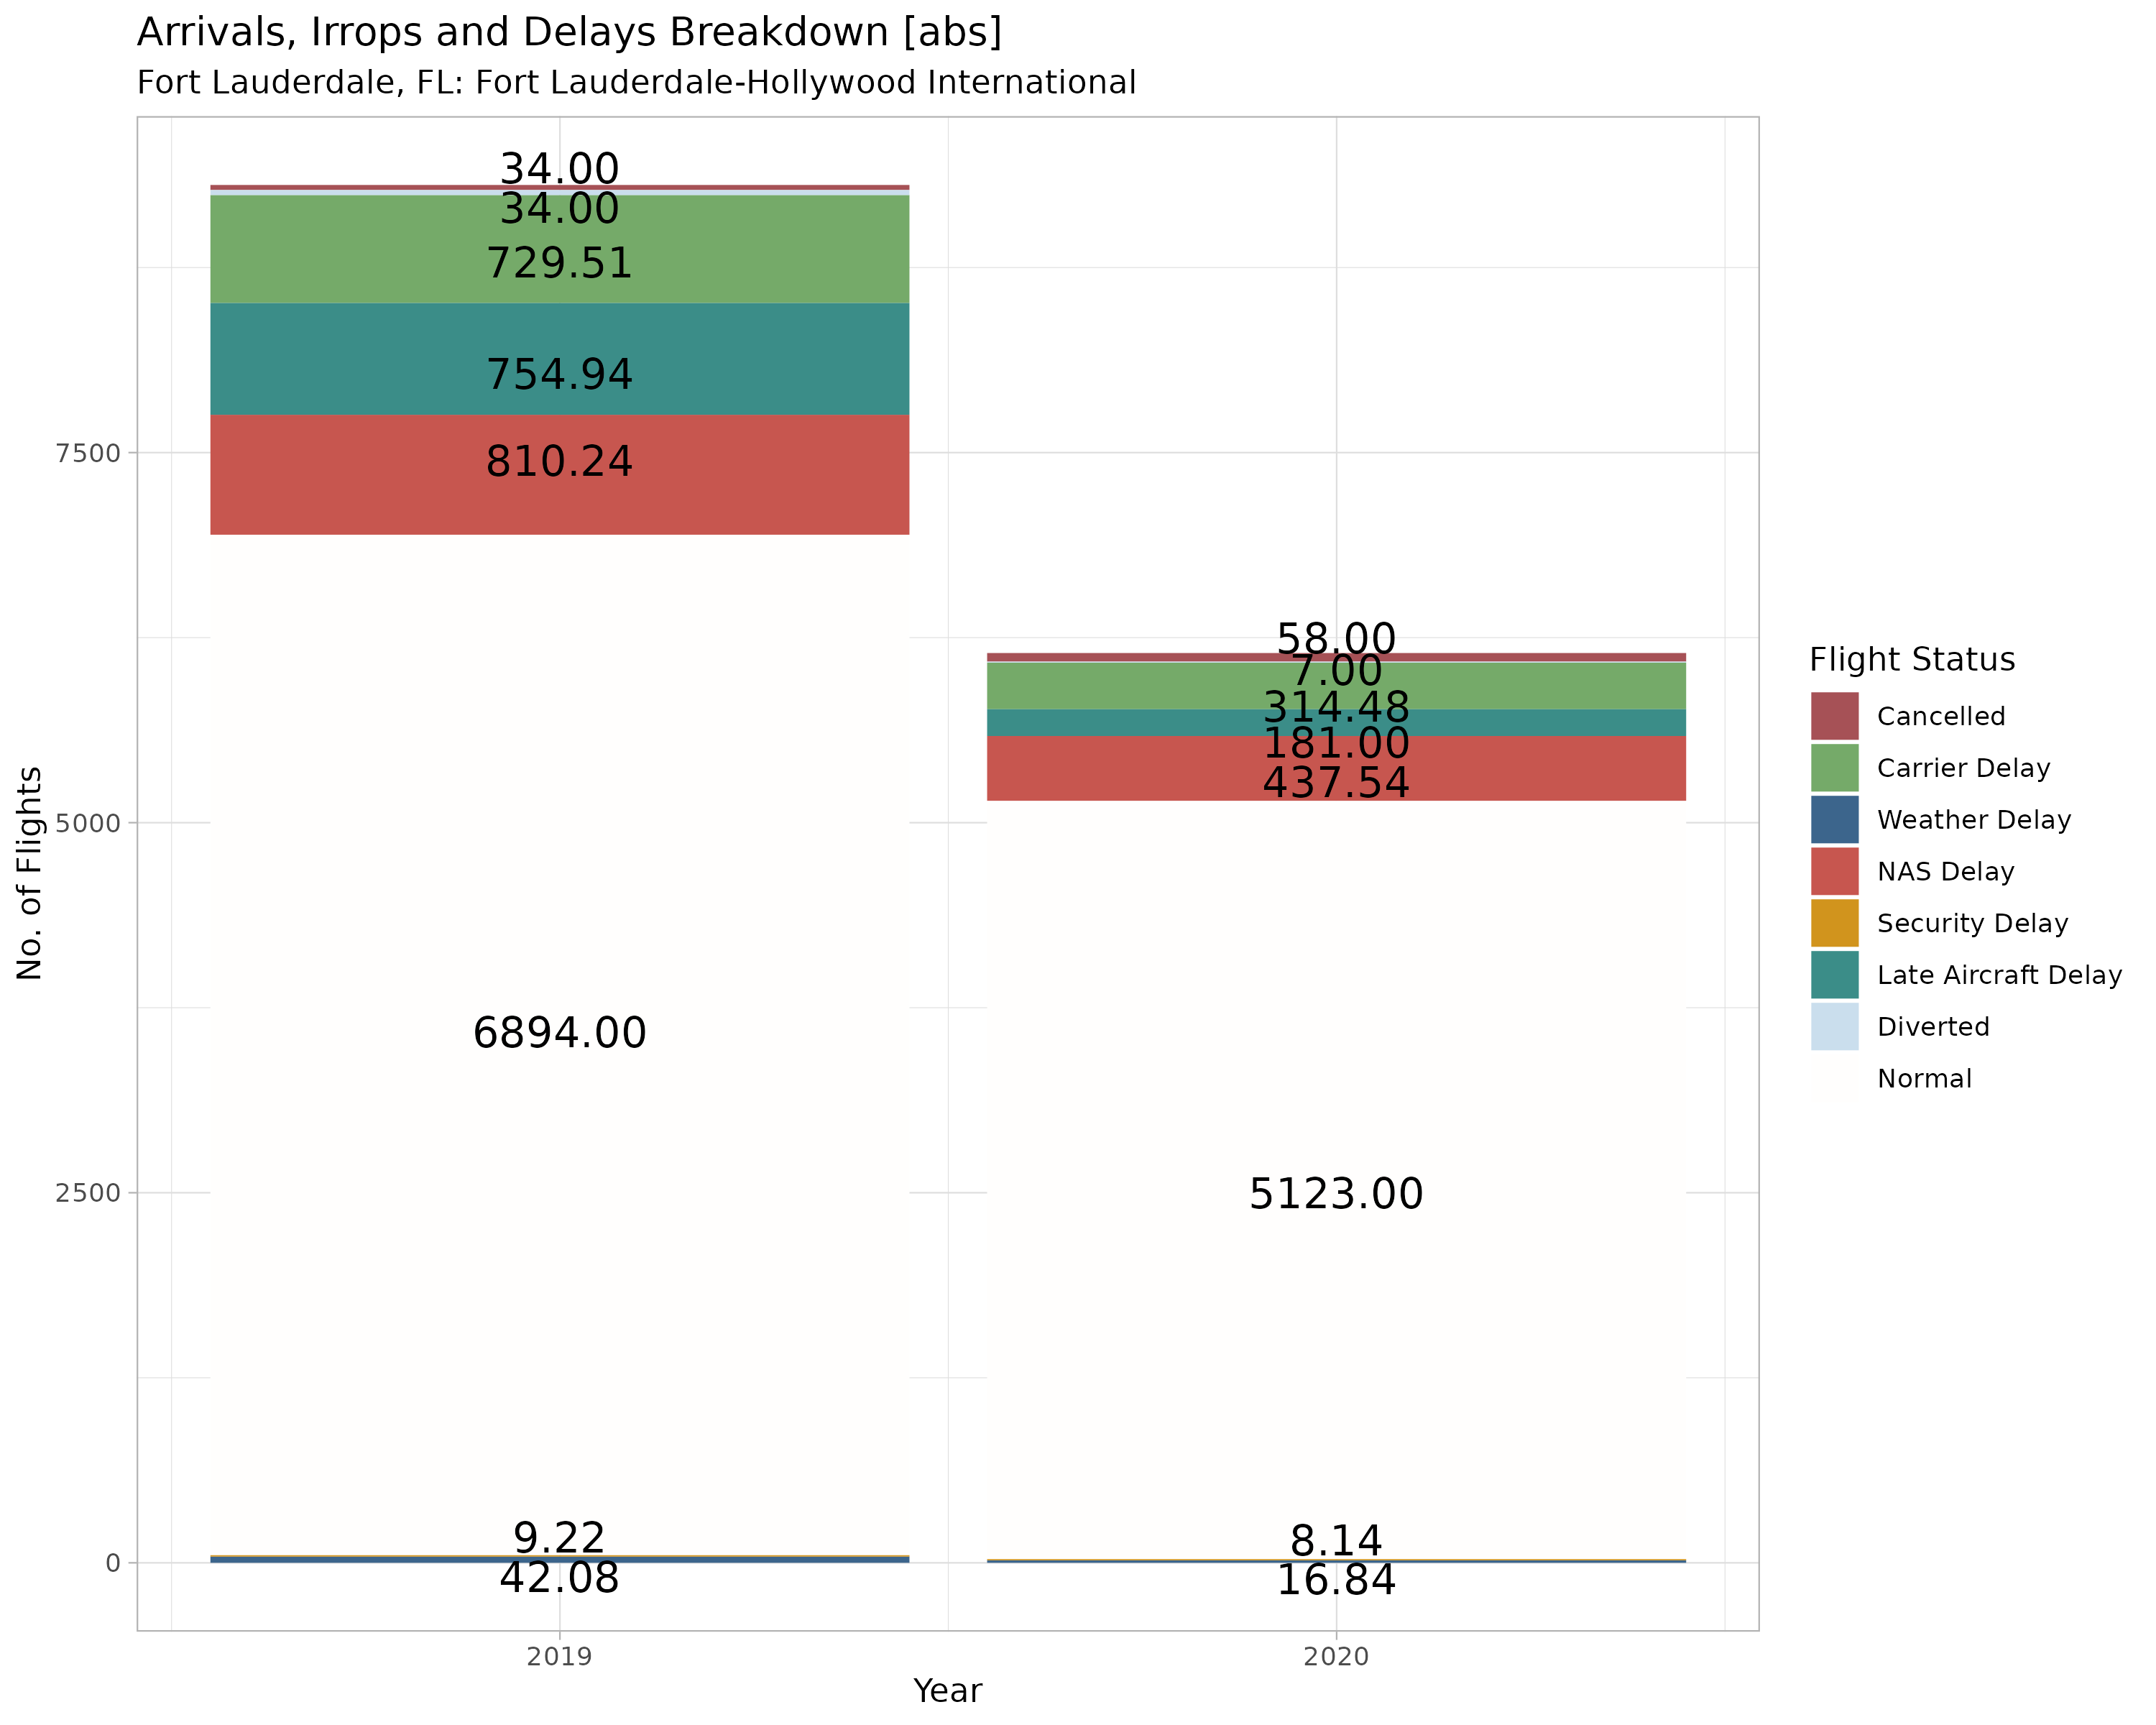 Arrivals, Irrops and Delays Breakdown [abs]
Fort Lauderdale, FL: Fort Lauderdale-Hollywood International
No. of Flights
7500
5000
2500
0
34.00
34.00
729.51
754.94
810.24
6894.00
9.22
42.08
58.00
7.00
314.48
181.00
437.54
5123.00
8.14
16.84
2019
2020
Year
Flight Status
Cancelled
Carrier Delay
Weather Delay
NAS Delay
Security Delay
Late Aircraft Delay
Diverted
Normal